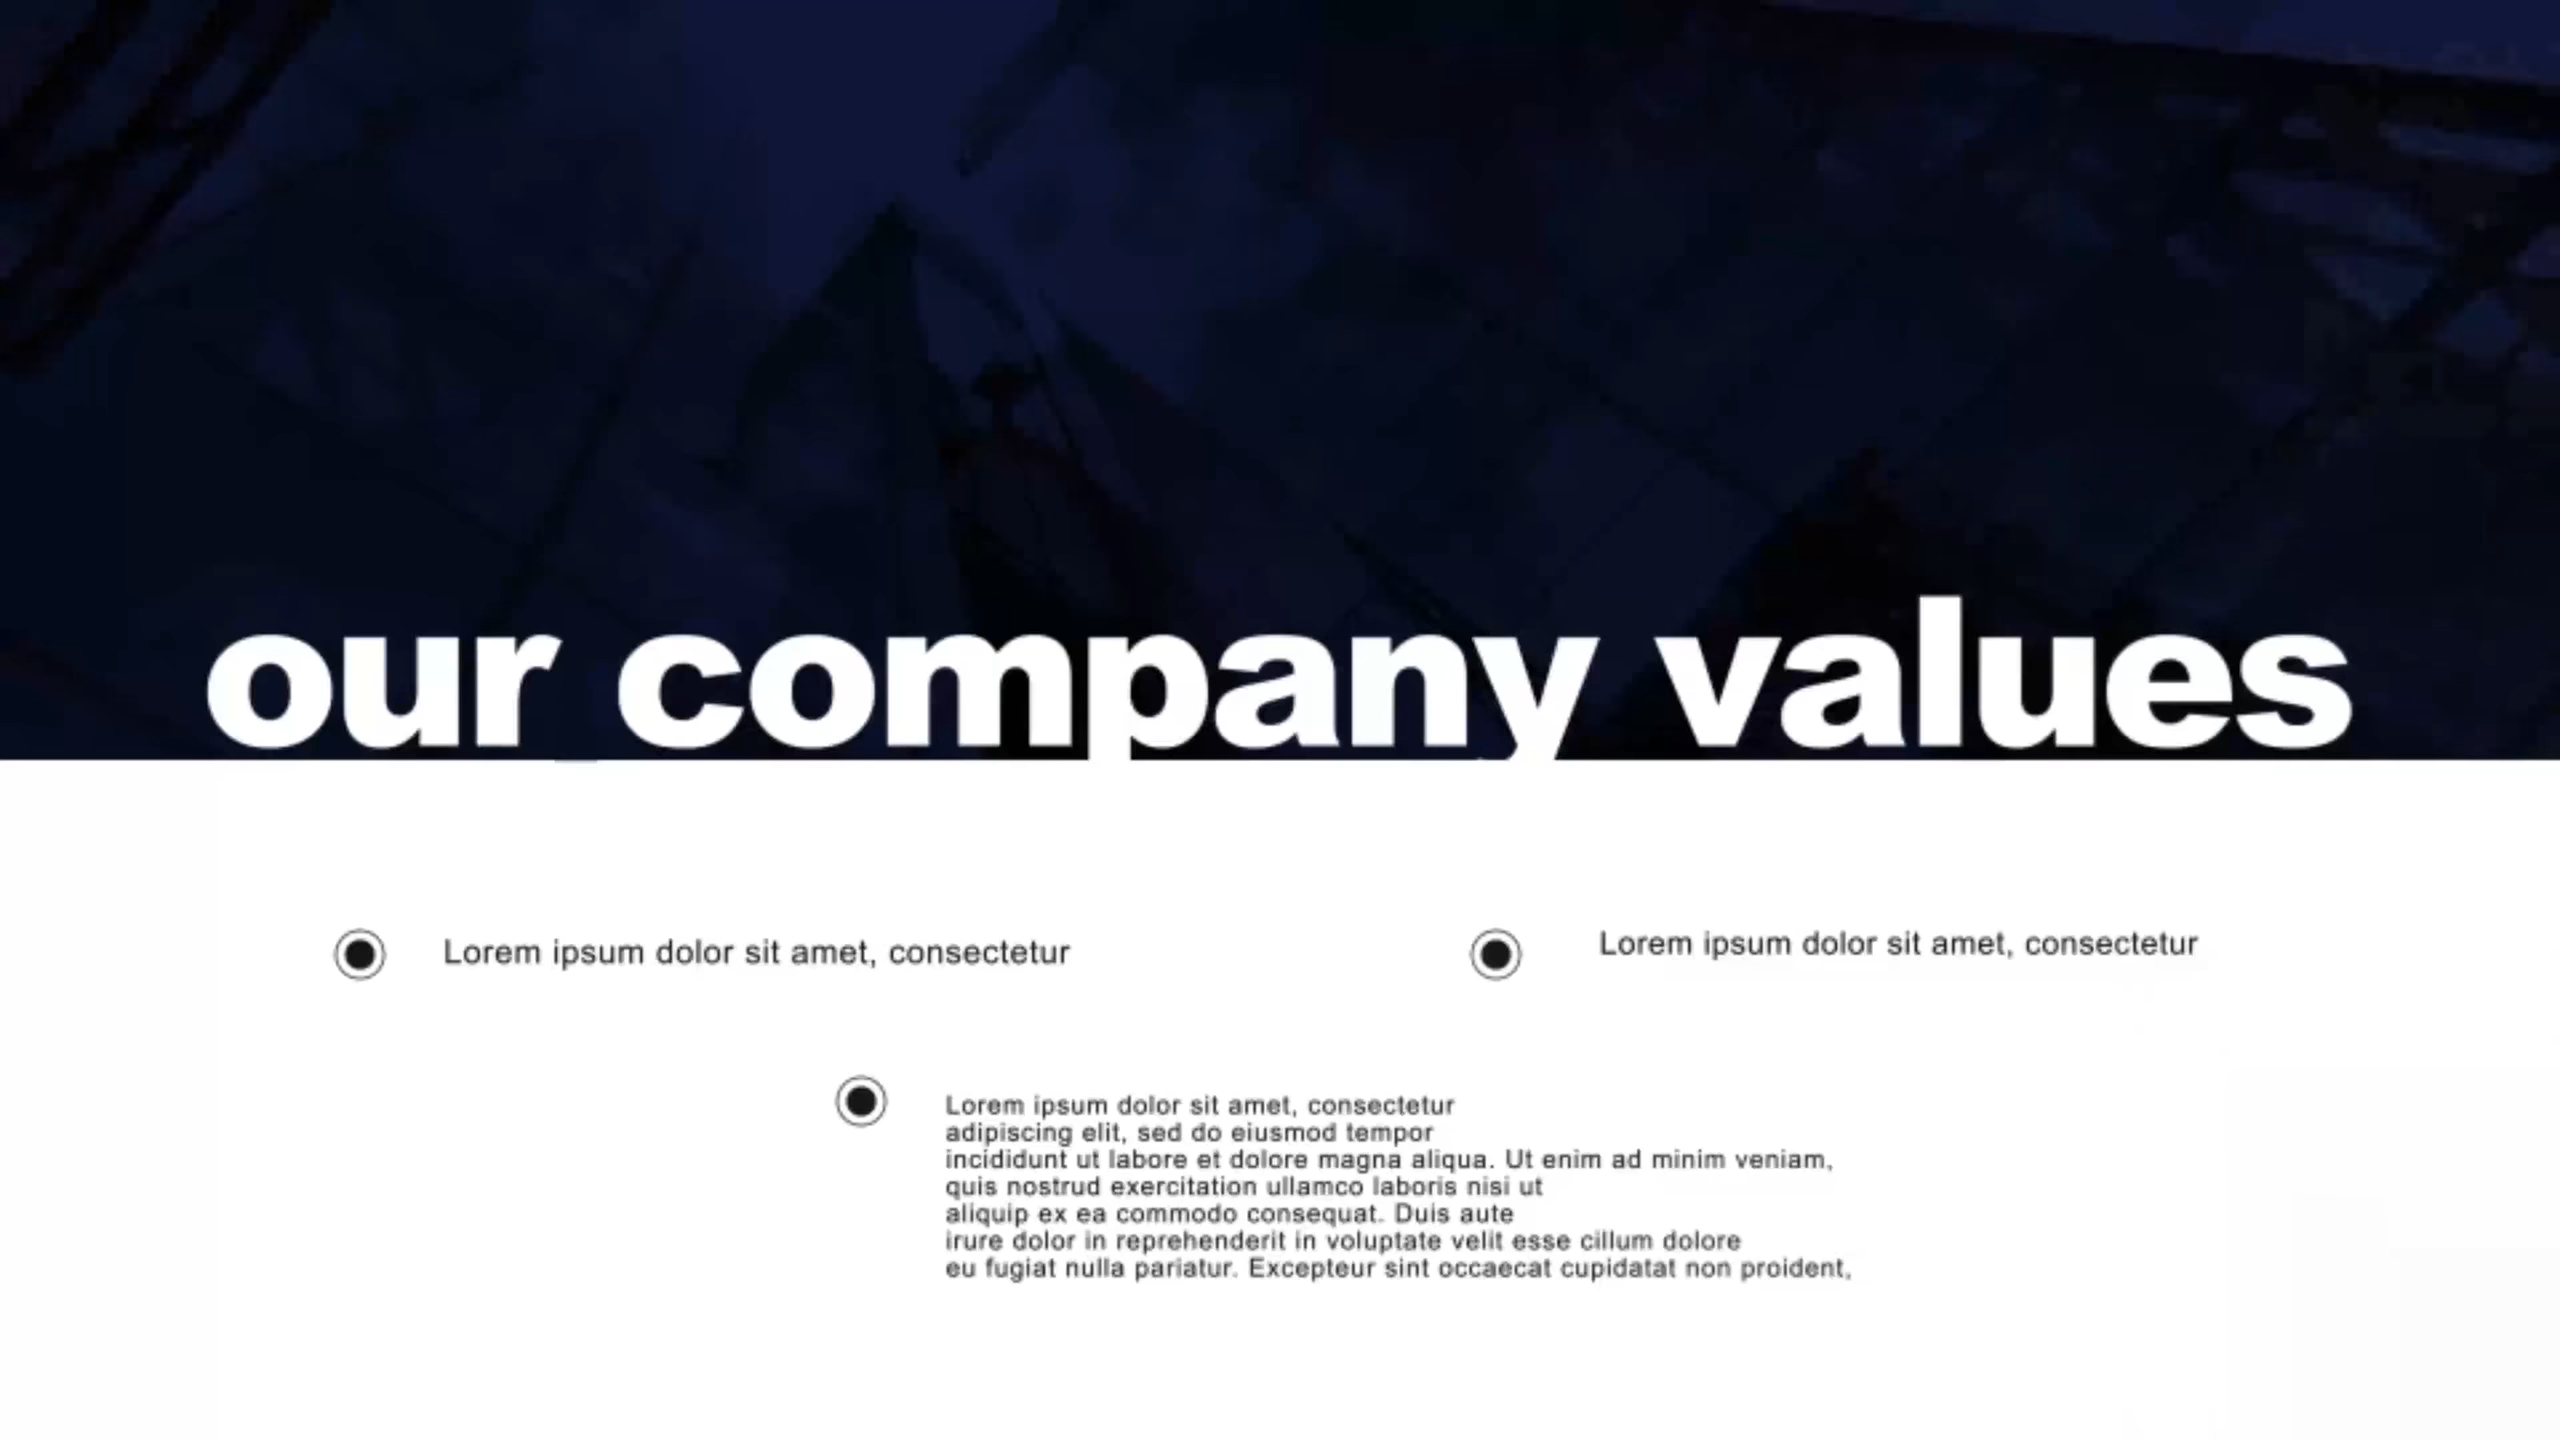 our company values
Lorem ipsum dolor sit amet, consectetur
Lorem ipsum dolor sit amet, consectetur
Lorem ipsum dolor sit amet, consectetur
adipiscing elit, sed do eiusmod tempor
incididunt ut labore et dolore magna aliqua. Ut enim ad minim veniam,
quis nostrud exercitation ullamco laboris nisi ut
aliquip ex ea commodo consequat. Duis aute
irure dolor in reprehenderit in voluptate velit esse cillum dolore
eu fugiat nulla pariatur. Excepteur sint occaecat cupidatat non proident,